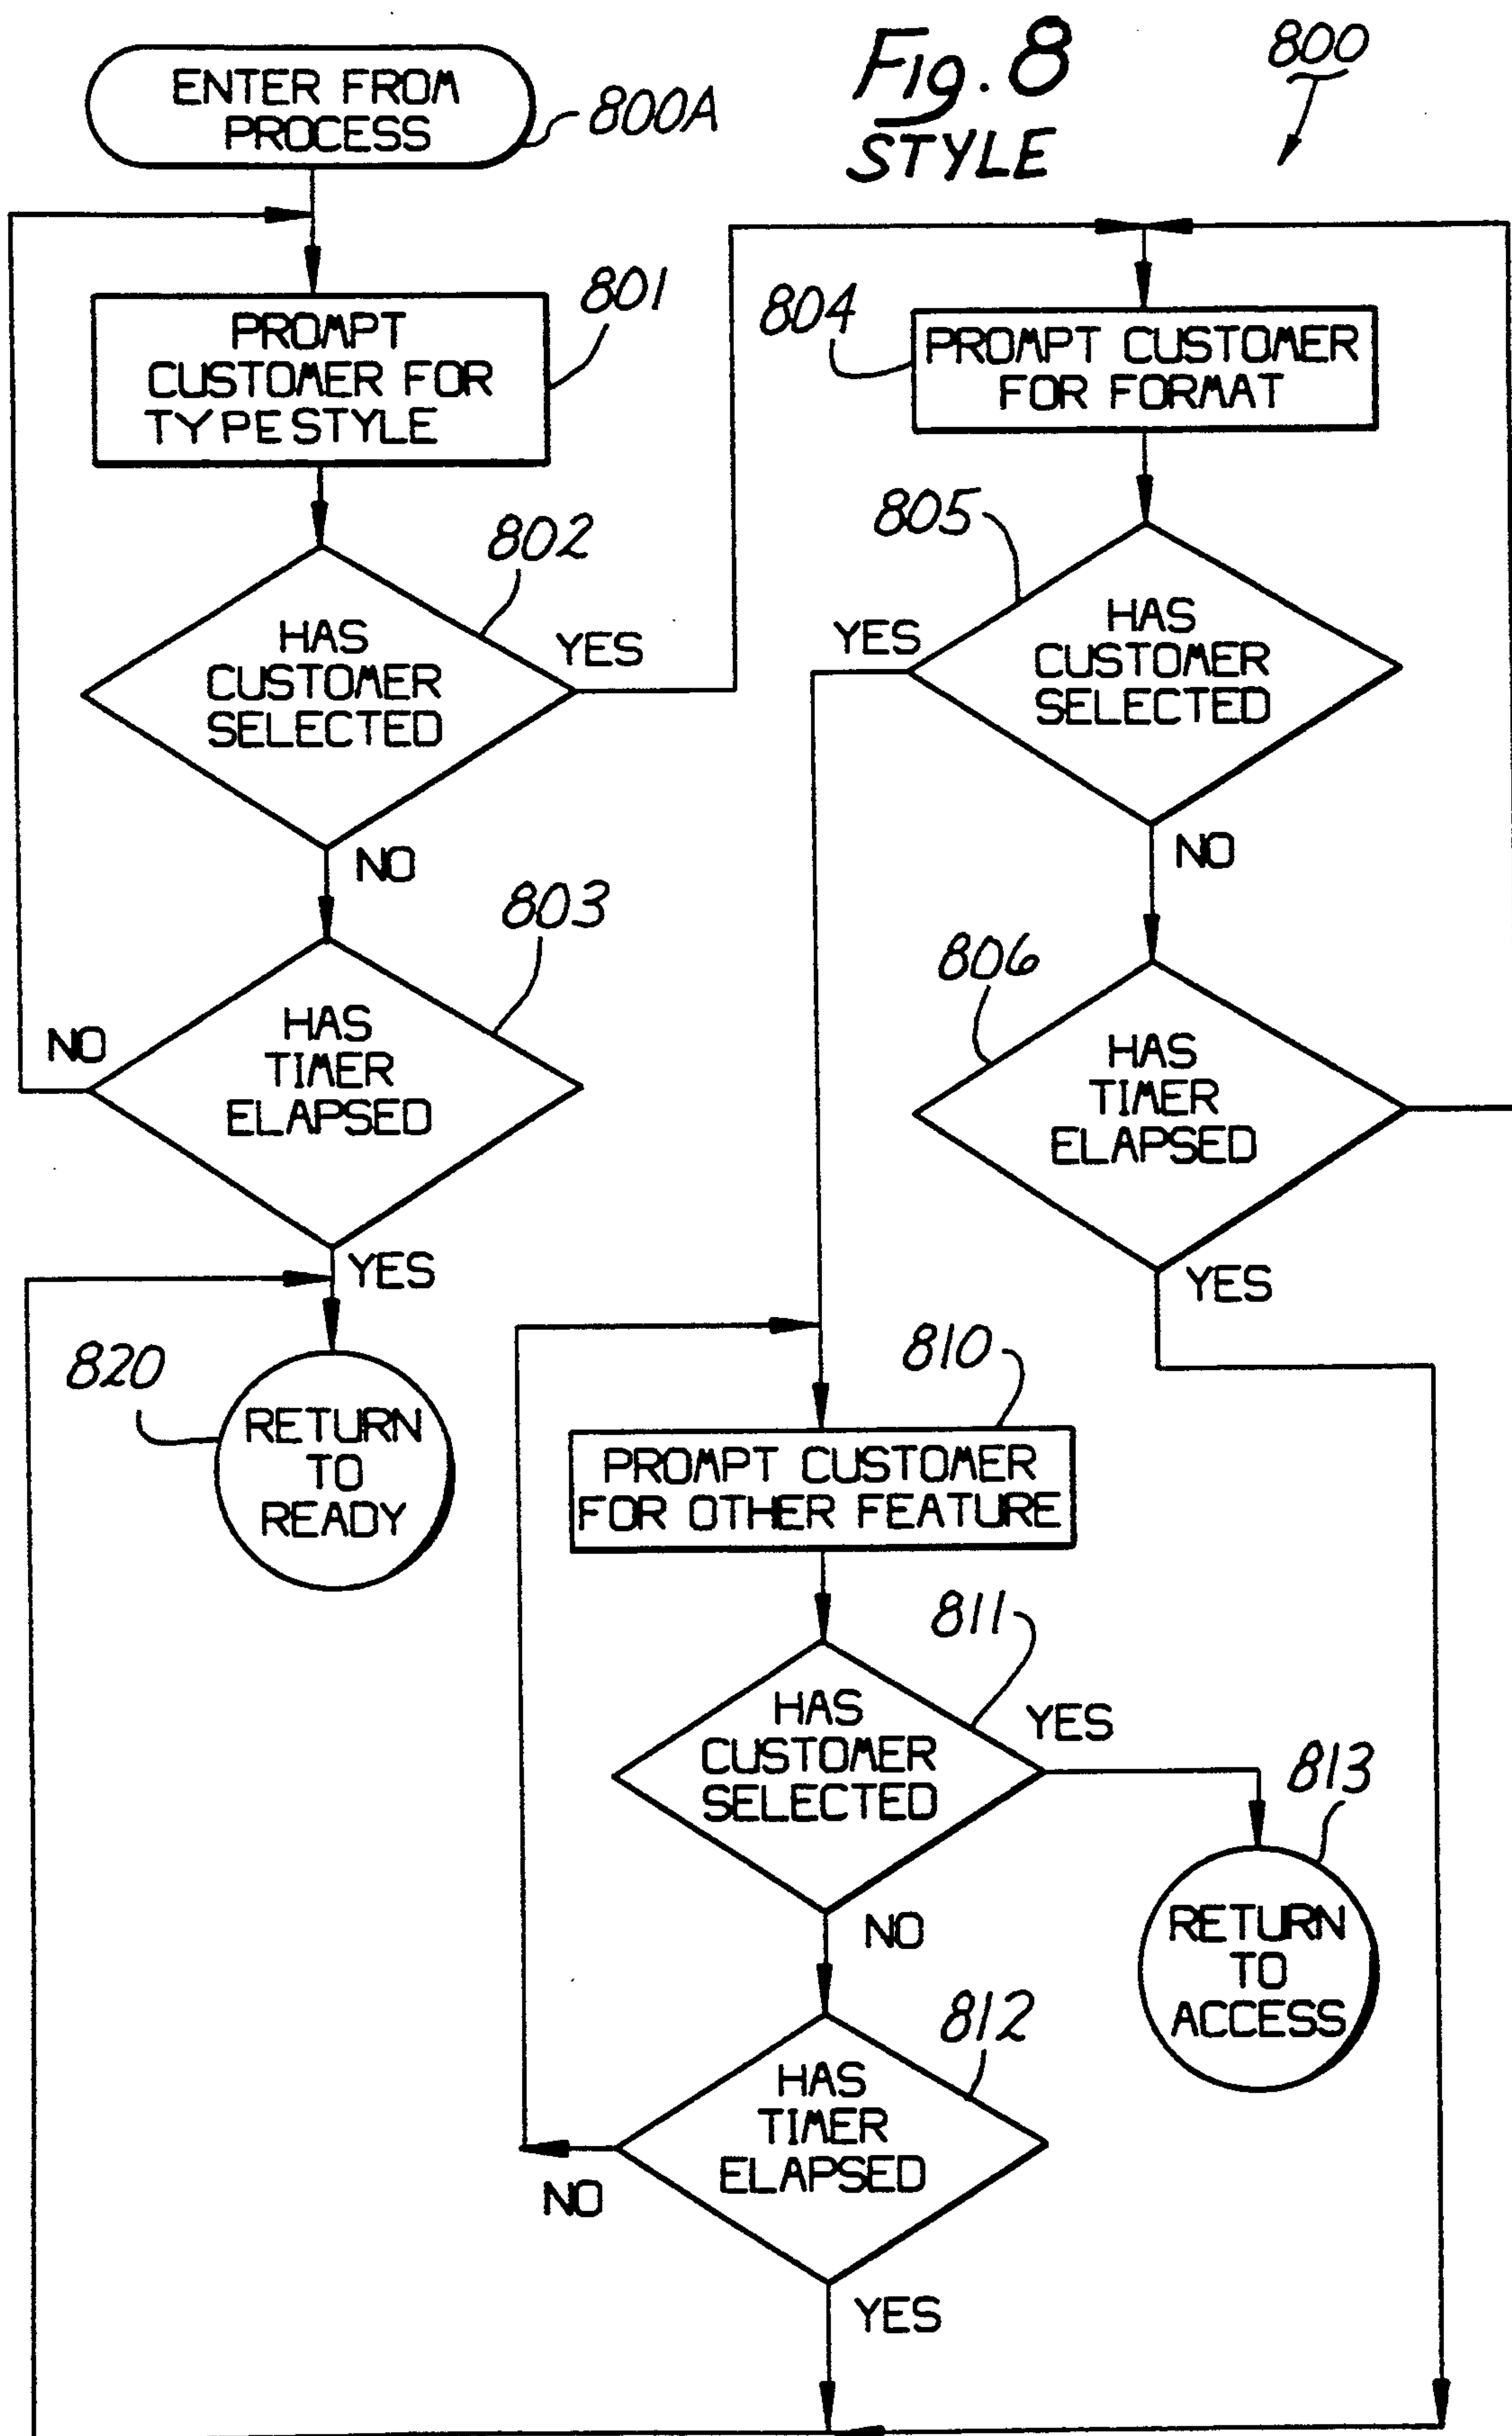 Fig. 8
STYLE
800
ENTER FROM
PROCESS
800A
PROMPT
CUSTOMER FOR
TYPESTYLE
801
HAS
CUSTOMER
SELECTED
802
YES
NO
HAS
TIMER
ELAPSED
803
NO
YES
RETURN
TO
READY
820
PROMPT CUSTOMER
FOR FORMAT
804
HAS
CUSTOMER
SELECTED
805
YES
NO
HAS
TIMER
ELAPSED
806
YES
PROMPT CUSTOMER
FOR OTHER FEATURE
810
HAS
CUSTOMER
SELECTED
811
YES
NO
RETURN
TO
ACCESS
813
HAS
TIMER
ELAPSED
812
NO
YES